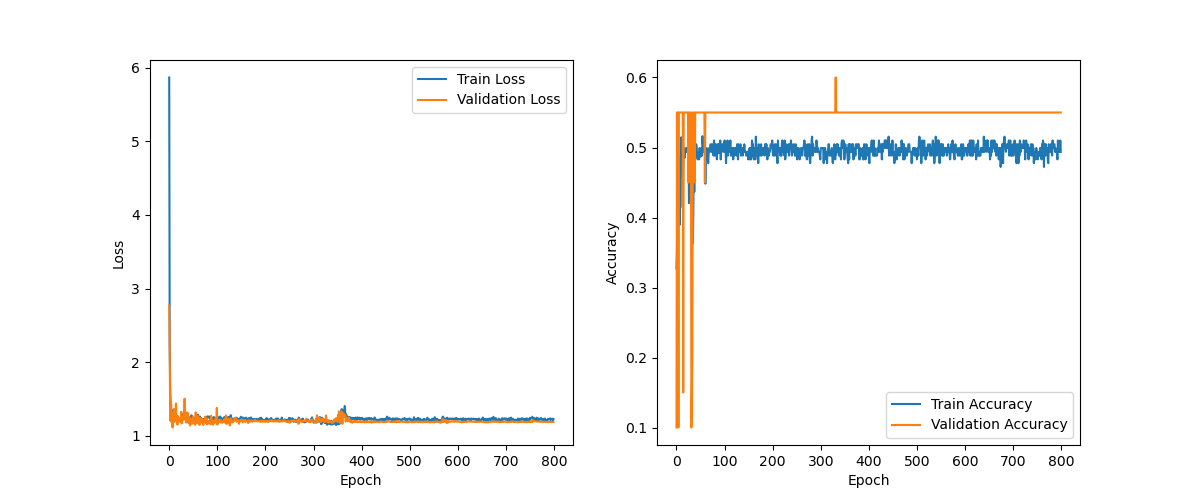 6
5
4
3
2
1
0 100 200 300 400 500 600 700 800
Loss
Epoch
Train Loss
Validation Loss
0.6
0.5
0.4
0.3
0.2
0.1
0 100 200 300 400 500 600 700 800
Accuracy
Epoch
Train Accuracy
Validation Accuracy